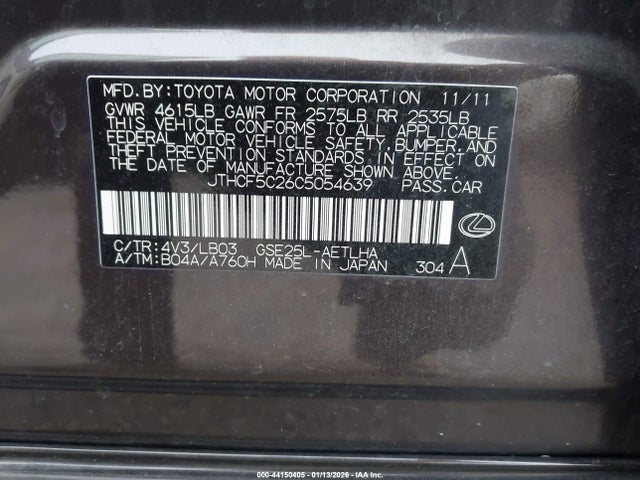 MFD. BY: TOYOTA MOTOR CORPORATION 11/11
GVWR 4615LB GAWR FR 2575LB RR 2535LB
THIS VEHICLE CONFORMS TO ALL APPLICABLE
FEDERAL MOTOR VEHICLE SAFETY, BUMPER, AND
THEFT PREVENTION STANDARDS IN EFFECT ON
THE DATE OF MANUFACTURE SHOWN ABOVE.
JTHCF5C26C5054639 PASS. CAR
C/TR: 4V3/LB03 GSE25L-AETLHA
A/TM: B04A/A760H MADE IN JAPAN 304 A
000-44150405 - 01/13/2026 - IAA Inc.